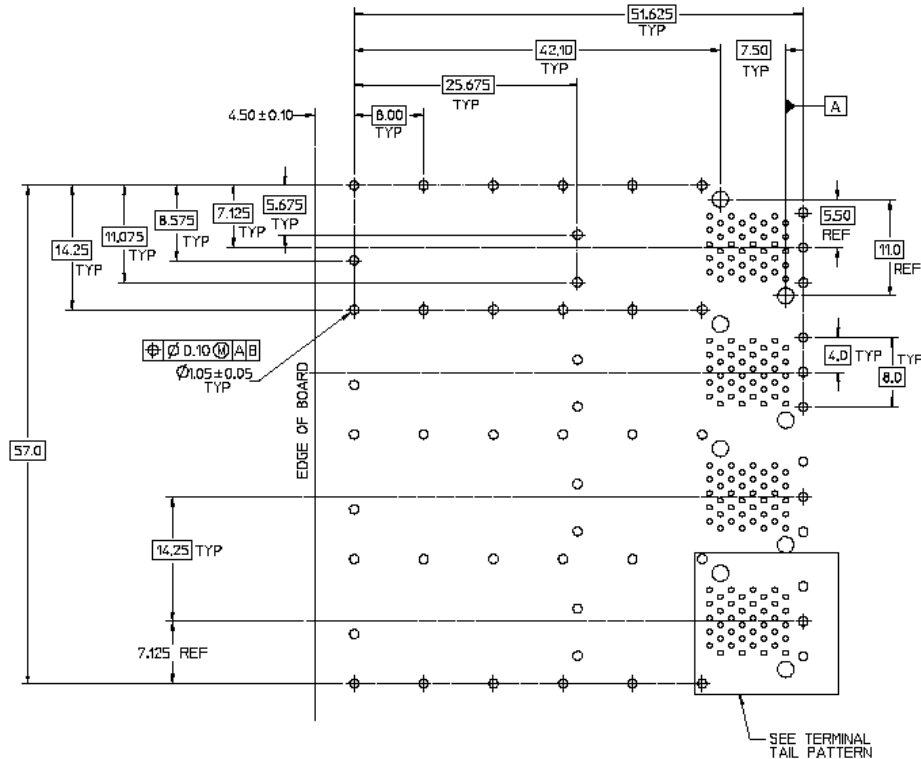 51.625
TYP
42.10
TYP
7.50
TYP
25.675
TYP
A
4.50±0.10
8.00
TYP
5.675
TYP
7.125
TYP
8.575
TYP
11.075
TYP
14.25
TYP
5.50
REF
11.0
REF
⌖ Ø 0.10 Ⓜ A B
Ø1.05±0.05
TYP
4.0 TYP
TYP
8.0
EDGE OF BOARD
57.0
14.25 TYP
7.125 REF
SEE TERMINAL
TAIL PATTERN